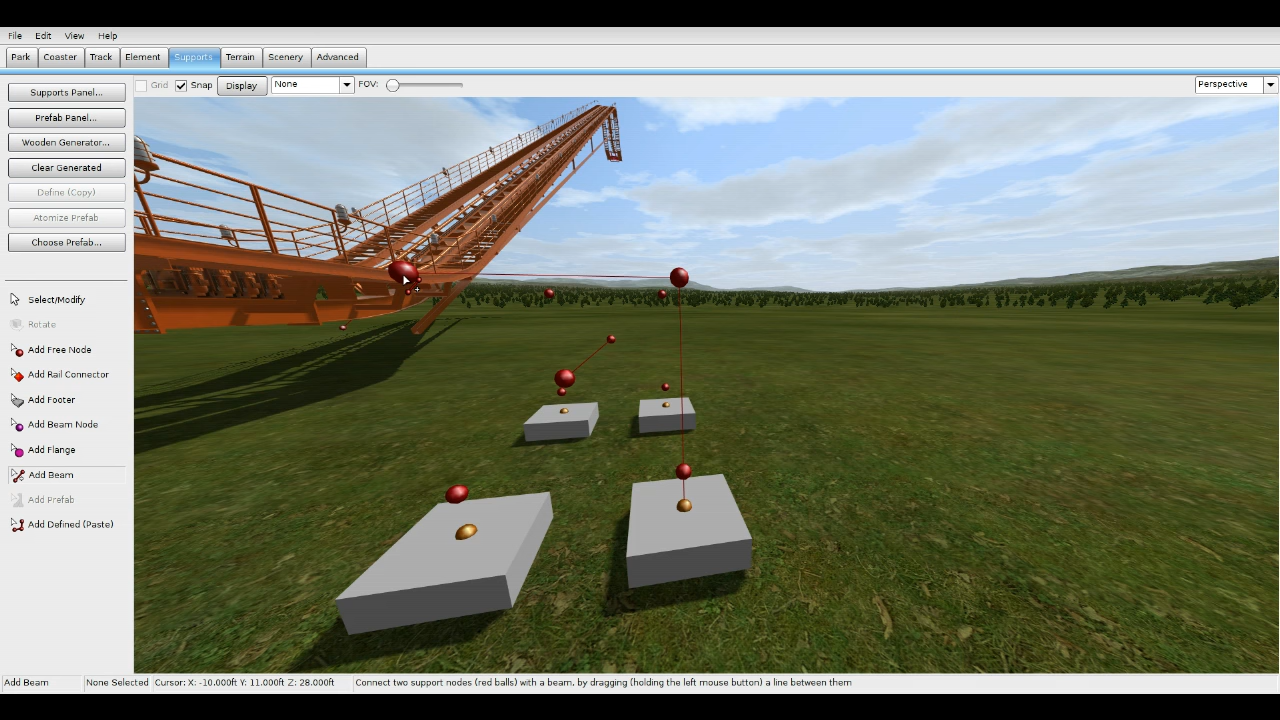 File Edit View Help
Park Coaster Track Element Supports Terrain Scenery Advanced
Grid Snap Display None FOV: Perspective
Supports Panel...
Prefab Panel...
Wooden Generator...
Clear Generated
Define (Copy)
Atomize Prefab
Choose Prefab...
Select/Modify
Rotate
Add Free Node
Add Rail Connector
Add Footer
Add Beam Node
Add Flange
Add Beam
Add Prefab
Add Defined (Paste)
Add Beam None Selected Cursor: X: -10.000ft Y: 11.000ft Z: 28.000ft Connect two support nodes (red balls) with a beam, by dragging (holding the left mouse button) a line between them